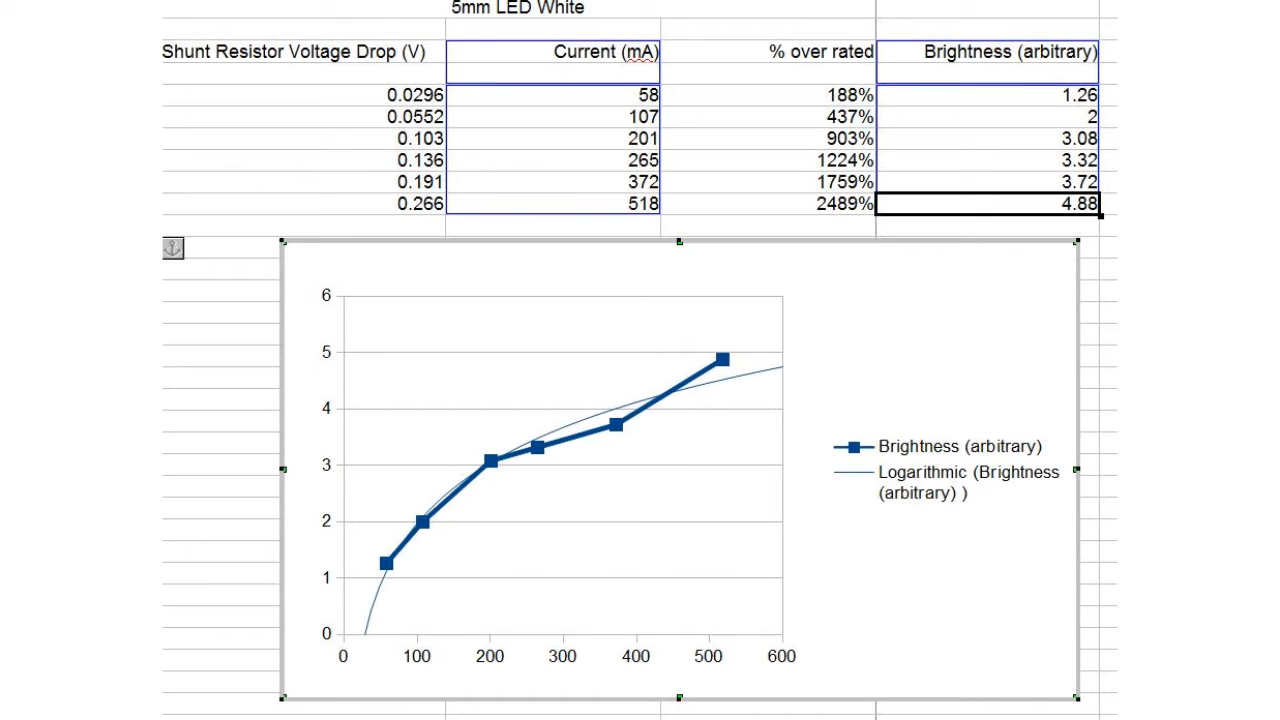 5mm LED White
Shunt Resistor Voltage Drop (V) Current (mA) % over rated Brightness (arbitrary)
0.0296 58 188% 1.26
0.0552 107 437% 2
0.103 201 903% 3.08
0.136 265 1224% 3.32
0.191 372 1759% 3.72
0.266 518 2489% 4.88
6
5
4
3
2
1
0
0 100 200 300 400 500 600
Brightness (arbitrary)
Logarithmic (Brightness
(arbitrary) )